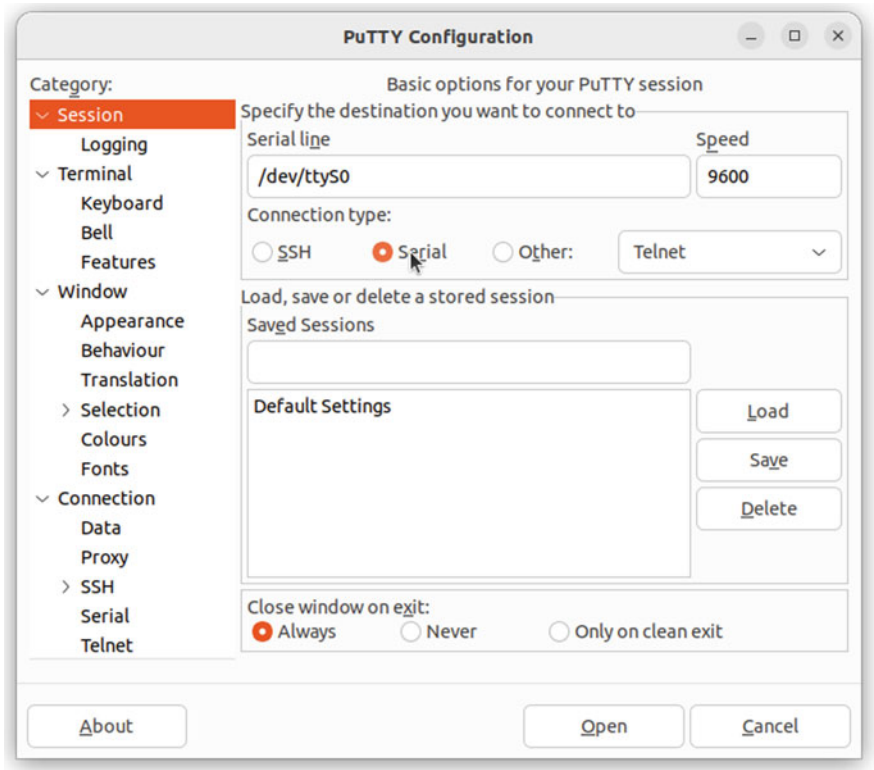 PuTTY Configuration
Category:
Session
Logging
Terminal
Keyboard
Bell
Features
Window
Appearance
Behaviour
Translation
Selection
Colours
Fonts
Connection
Data
Proxy
SSH
Serial
Telnet
Basic options for your PuTTY session
Specify the destination you want to connect to
Serial line Speed
/dev/ttyS0 9600
Connection type:
SSH Serial Other: Telnet
Load, save or delete a stored session
Saved Sessions
Default Settings
Load
Save
Delete
Close window on exit:
Always Never Only on clean exit
About Open Cancel